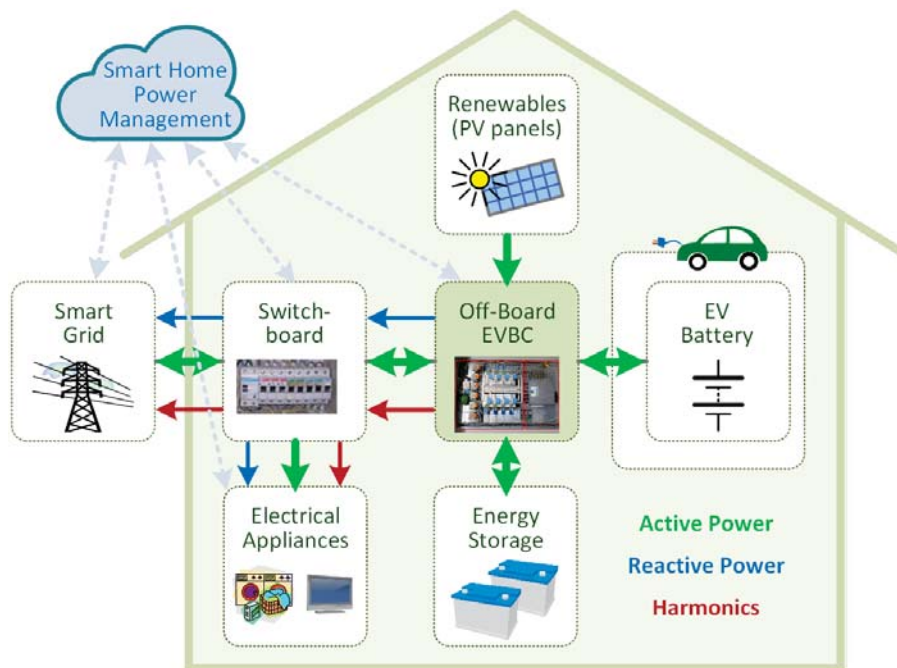 Smart Home
Power
Management
Renewables
(PV panels)
Smart
Grid
Switch-
board
Off-Board
EVBC
EV
Battery
Electrical
Appliances
Energy
Storage
Active Power
Reactive Power
Harmonics